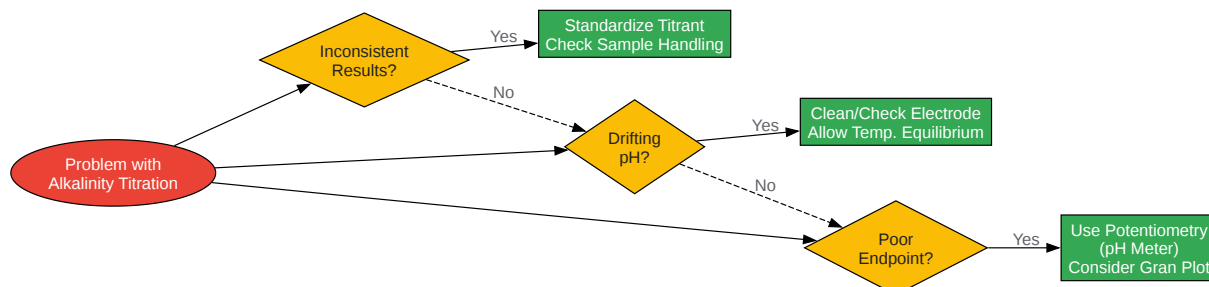 Problem with
Alkalinity Titration
Inconsistent
Results?
Yes
Standardize Titrant
Check Sample Handling
No
Drifting
pH?
Yes
Clean/Check Electrode
Allow Temp. Equilibrium
No
Poor
Endpoint?
Yes
Use Potentiometry
(pH Meter)
Consider Gran Plot